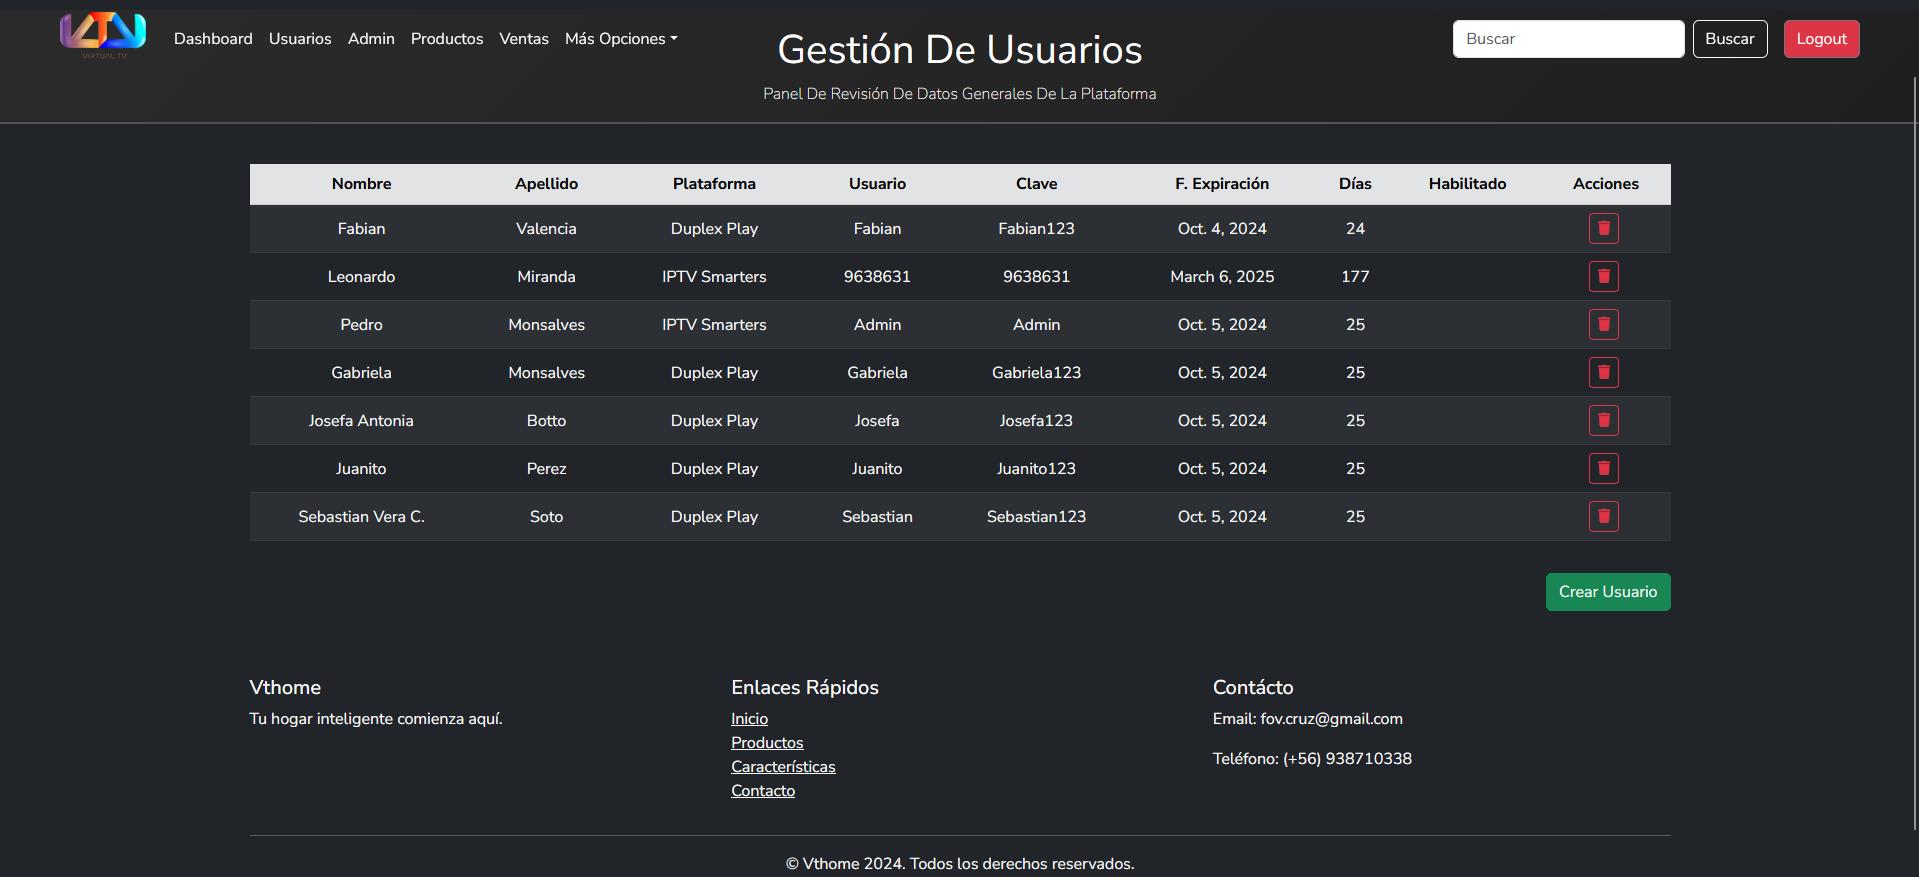 VIRTUAL TV
Dashboard Usuarios Admin Productos Ventas Más Opciones
Gestión De Usuarios
Panel De Revisión De Datos Generales De La Plataforma
Buscar Buscar Logout
Nombre Apellido Plataforma Usuario Clave F. Expiración Días Habilitado Acciones
Fabian Valencia Duplex Play Fabian Fabian123 Oct. 4, 2024 24
Leonardo Miranda IPTV Smarters 9638631 9638631 March 6, 2025 177
Pedro Monsalves IPTV Smarters Admin Admin Oct. 5, 2024 25
Gabriela Monsalves Duplex Play Gabriela Gabriela123 Oct. 5, 2024 25
Josefa Antonia Botto Duplex Play Josefa Josefa123 Oct. 5, 2024 25
Juanito Perez Duplex Play Juanito Juanito123 Oct. 5, 2024 25
Sebastian Vera C. Soto Duplex Play Sebastian Sebastian123 Oct. 5, 2024 25
Crear Usuario
Vthome
Tu hogar inteligente comienza aquí.
Enlaces Rápidos
Inicio
Productos
Características
Contacto
Contácto
Email: fov.cruz@gmail.com
Teléfono: (+56) 938710338
© Vthome 2024. Todos los derechos reservados.